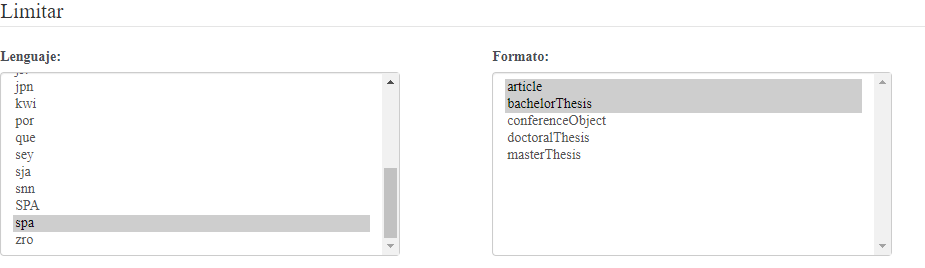 Limitar
Lenguaje:
jpn
kwi
por
que
sey
sja
snn
SPA
spa
zro
Formato:
article
bachelorThesis
conferenceObject
doctoralThesis
masterThesis